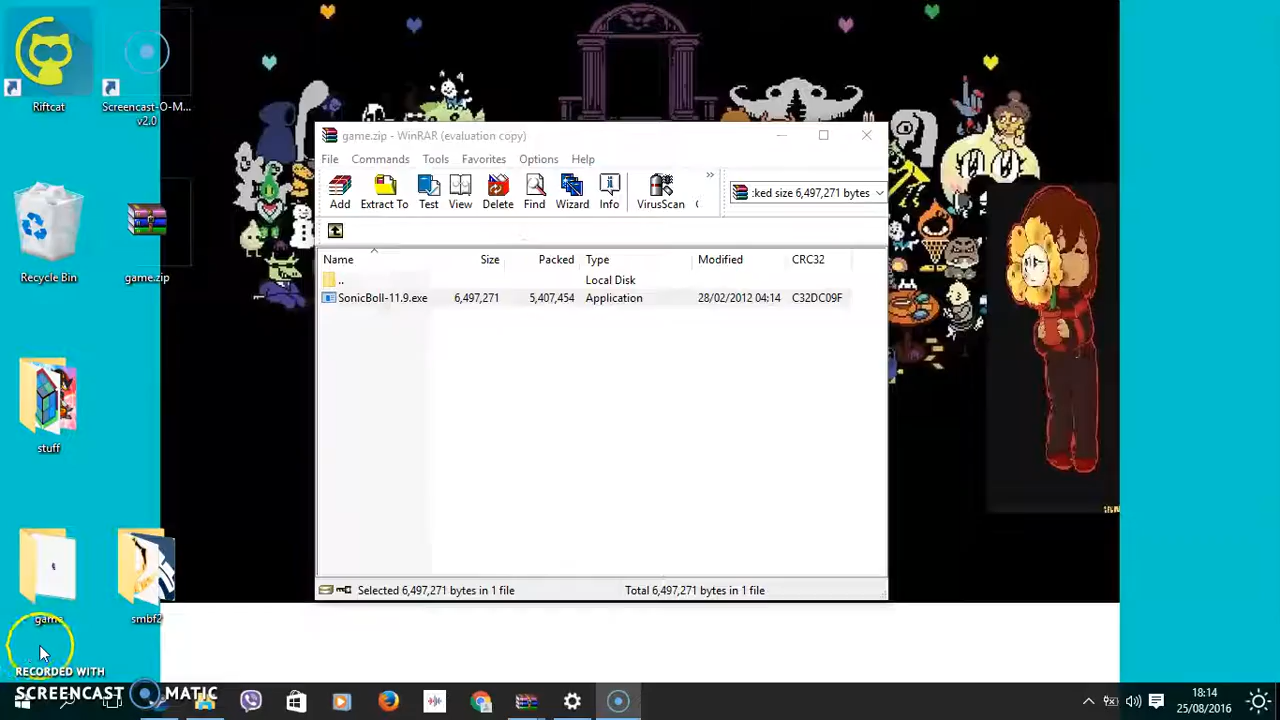 Riftcat
Screencast-O-M...
v2.0
Recycle Bin
game.zip
stuff
game
smbf2
game.zip - WinRAR (evaluation copy)
File Commands Tools Favorites Options Help
Add Extract To Test View Delete Find Wizard Info VirusScan
:ked size 6,497,271 bytes
Name Size Packed Type Modified CRC32
.. Local Disk
SonicBoll-11.9.exe 6,497,271 5,407,454 Application 28/02/2012 04:14 C32DC09F
Selected 6,497,271 bytes in 1 file Total 6,497,271 bytes in 1 file
RECORDED WITH
SCREENCAST MATIC
18:14
25/08/2016